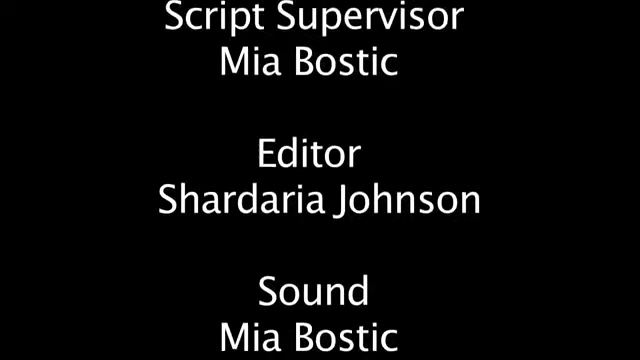 Script Supervisor
Mia Bostic
Editor
Shardaria Johnson
Sound
Mia Bostic